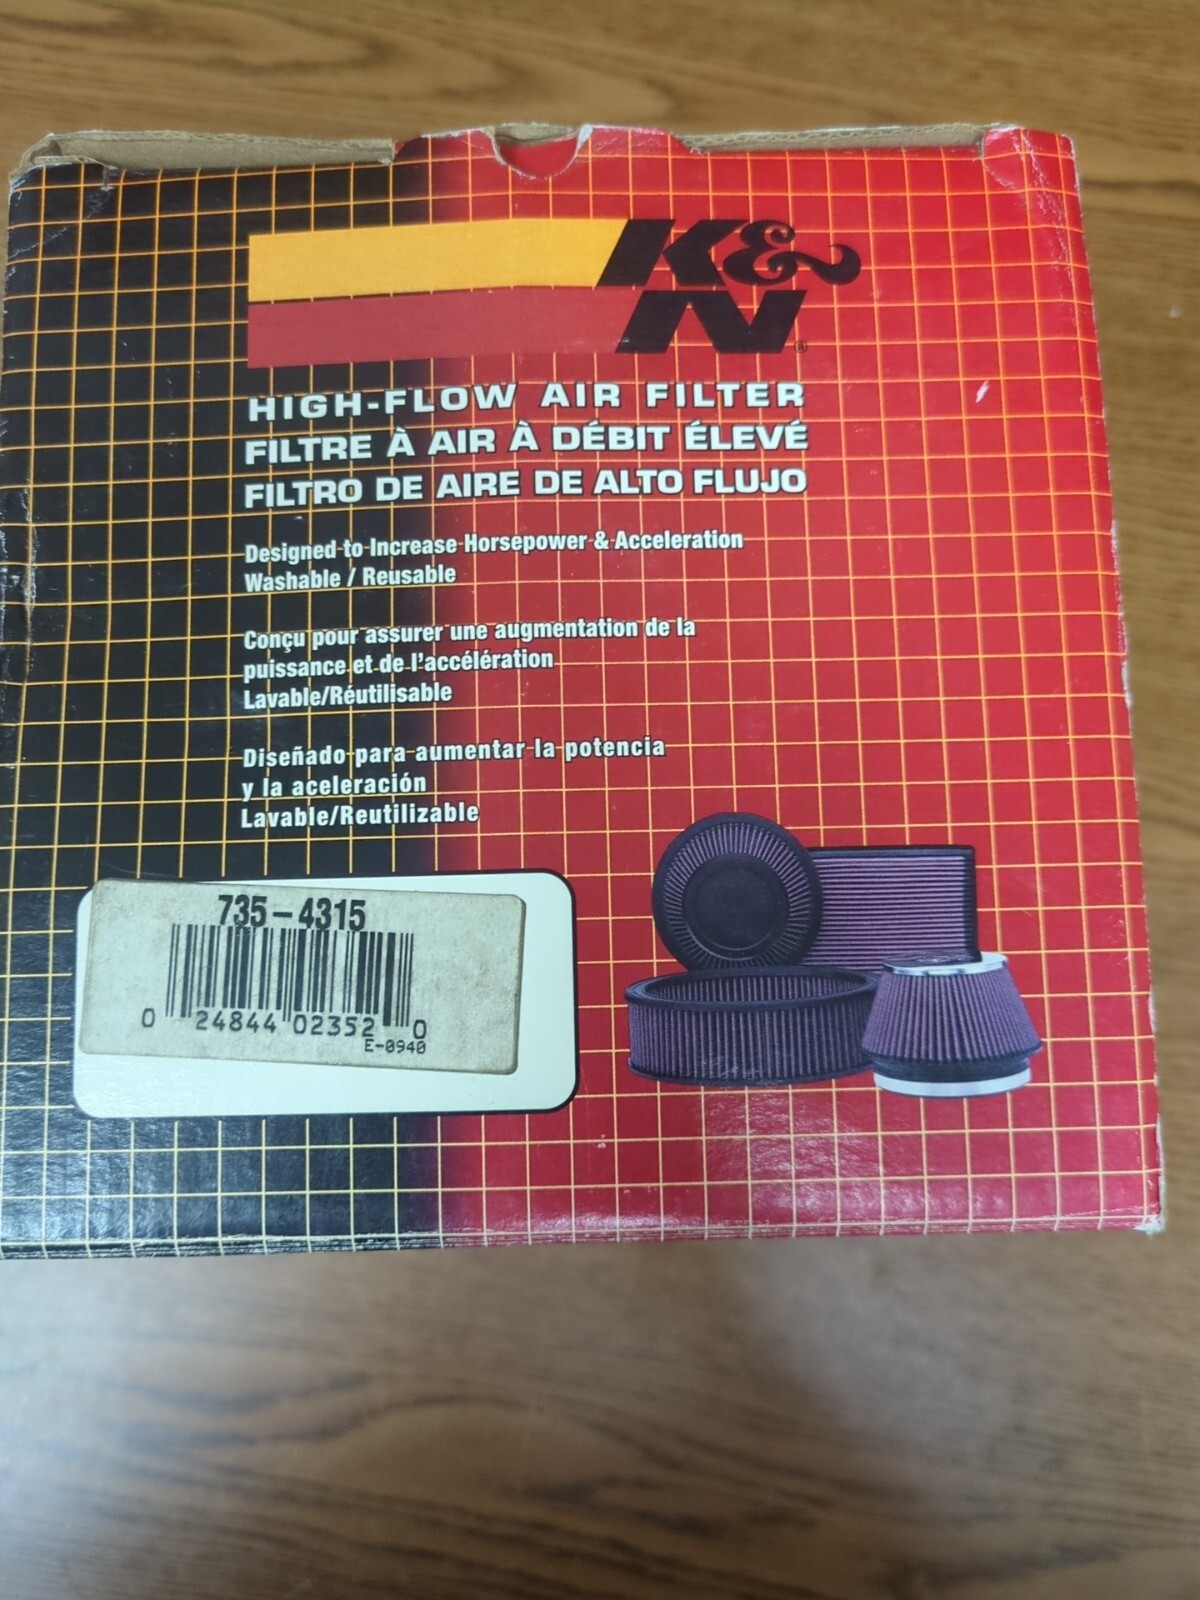 K&N®
HIGH-FLOW AIR FILTER
FILTRE À AIR À DÉBIT ÉLEVÉ
FILTRO DE AIRE DE ALTO FLUJO
Designed to Increase Horsepower & Acceleration
Washable / Reusable
Conçu pour assurer une augmentation de la
puissance et de l'accélération
Lavable/Réutilisable
Diseñado para aumentar la potencia
y la aceleración
Lavable/Reutilizable
735-4315
0 24844 02352 0
E-0940